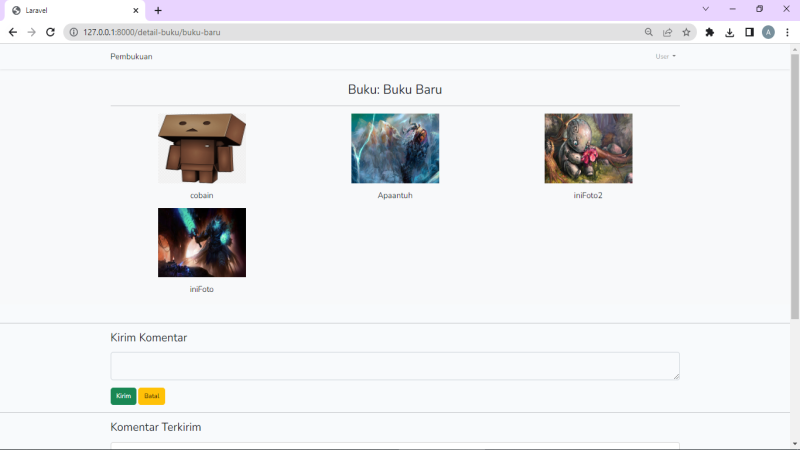 Laravel
127.0.0.1:8000/detail-buku/buku-baru
A
Pembukuan
User
Buku: Buku Baru
cobain
Apaantuh
iniFoto2
iniFoto
Kirim Komentar
Kirim
Batal
Komentar Terkirim